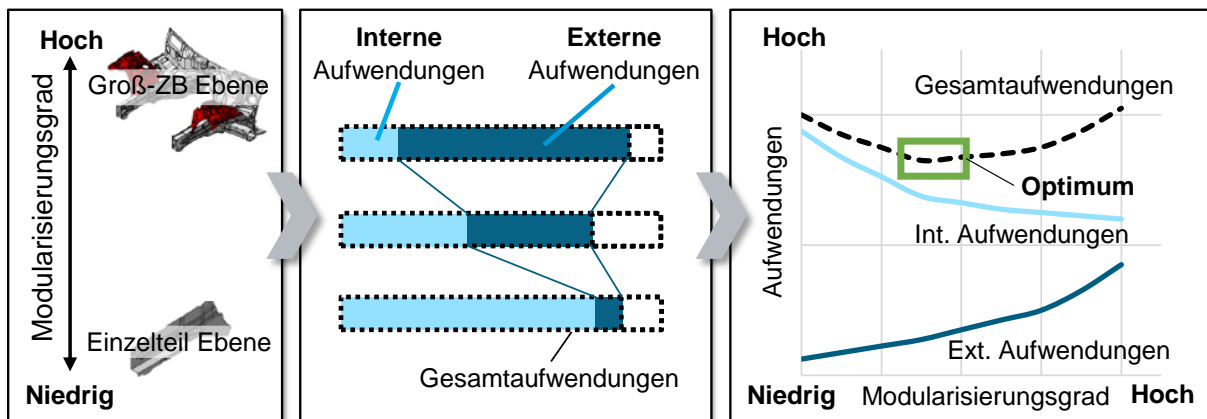 Hoch
Groß-ZB Ebene
Modularisierungsgrad
Einzelteil Ebene
Niedrig
Interne
Aufwendungen
Externe
Aufwendungen
Gesamtaufwendungen
Hoch
Gesamtaufwendungen
Optimum
Aufwendungen
Int. Aufwendungen
Ext. Aufwendungen
Niedrig
Modularisierungsgrad
Hoch